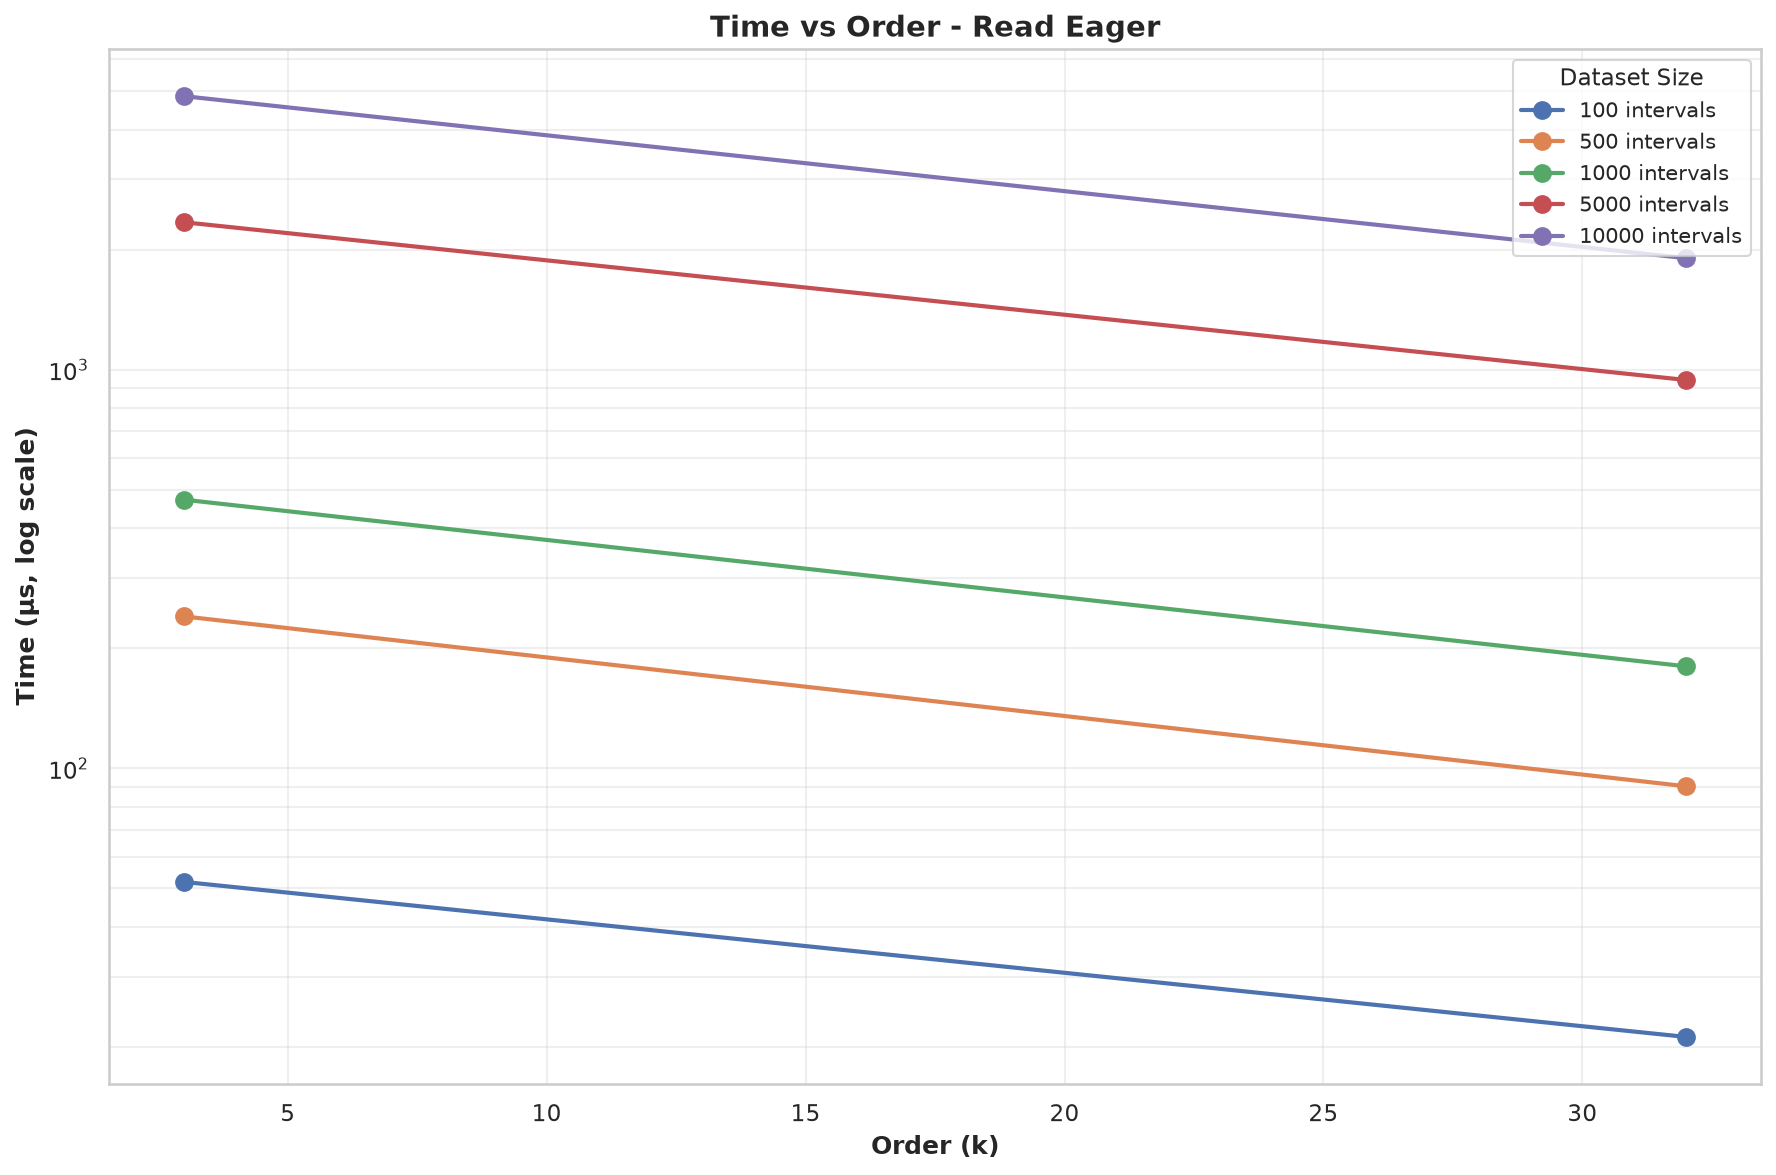 Time vs Order - Read Eager
Dataset Size
100 intervals
500 intervals
1000 intervals
5000 intervals
10000 intervals
Time (µs, log scale)
10³
10²
5 10 15 20 25 30
Order (k)